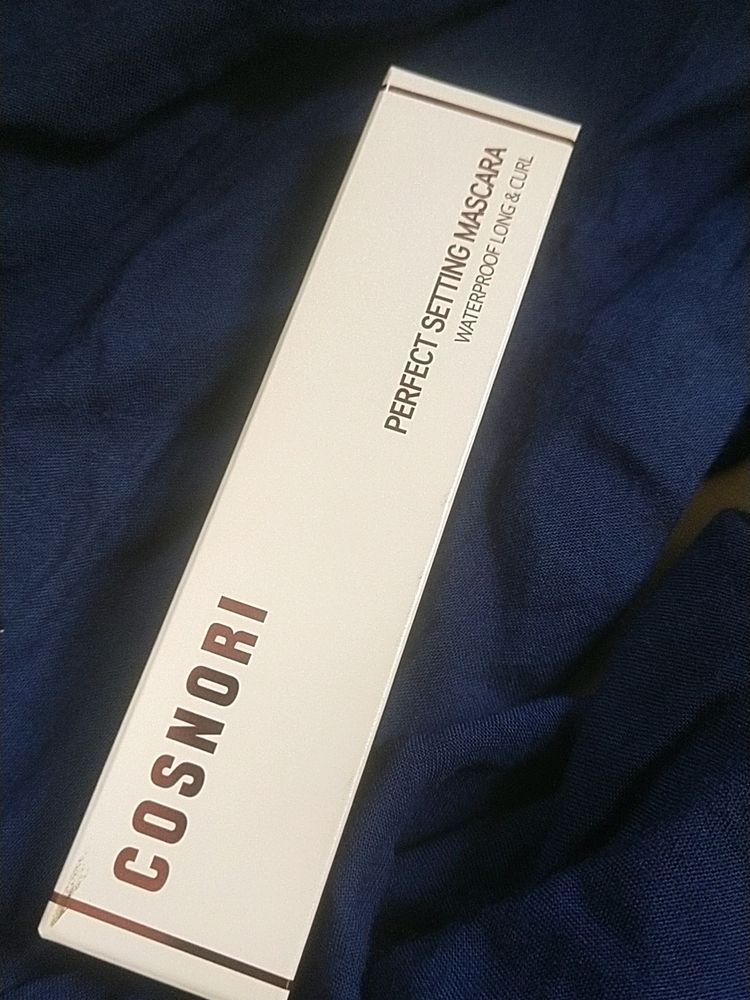 COSNORI
PERFECT SETTING MASCARA
WATERPROOF LONG & CURL